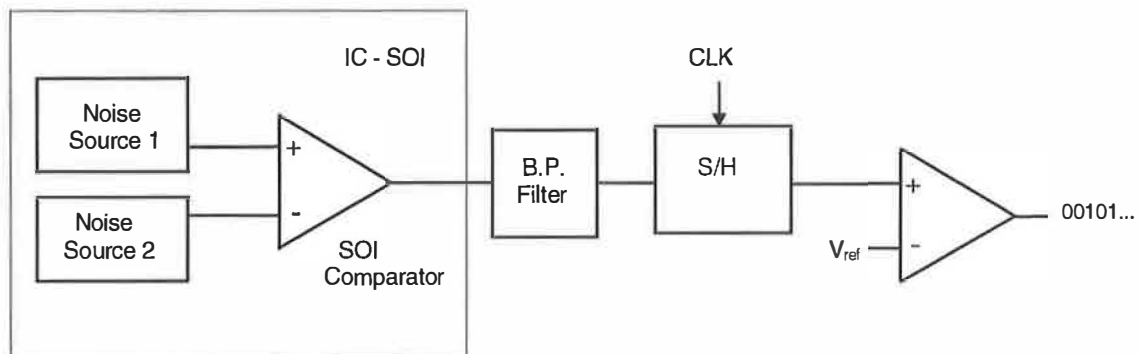 IC - SOI
CLK
Noise
Source 1
+
-
Noise
Source 2
SOI
Comparator
B.P.
Filter
S/H
+
-
Vref
00101...